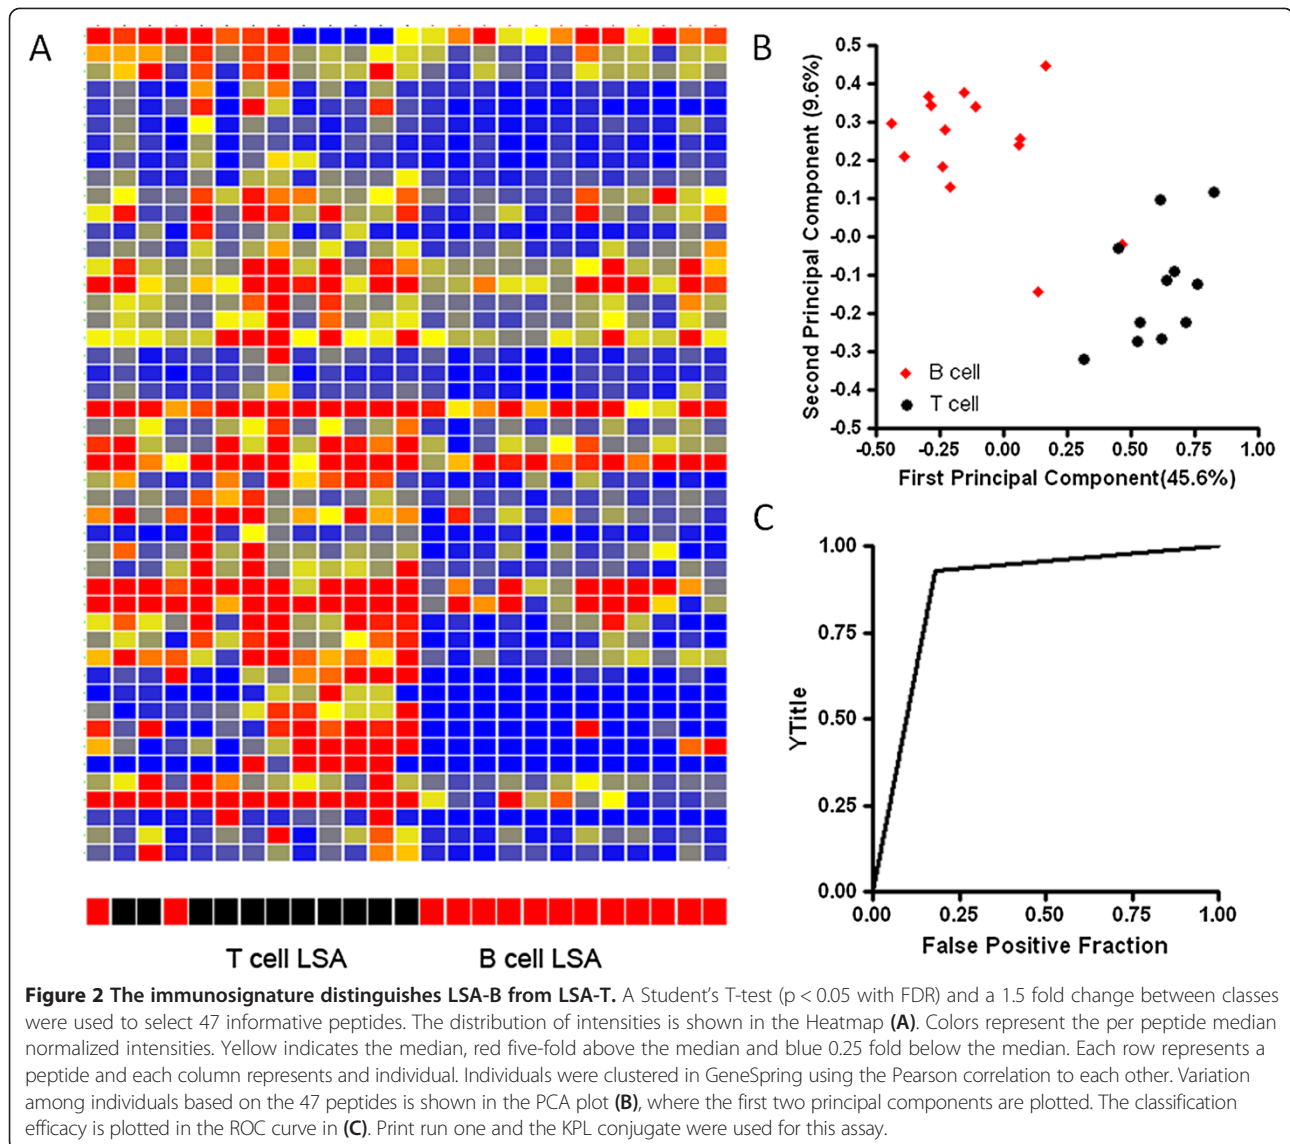 A
T cell LSA
B cell LSA
B
0.5
0.4
0.3
0.2
0.1
-0.0
-0.1
-0.2
-0.3
-0.4
-0.5
Second Principal Component (9.6%)
B cell
T cell
-0.50
-0.25
0.00
0.25
0.50
0.75
1.00
First Principal Component(45.6%)
C
1.00
0.75
0.50
0.25
0.00
YTitle
0.00
0.25
0.50
0.75
1.00
False Positive Fraction
Figure 2 The immunosignature distinguishes LSA-B from LSA-T. A Student's T-test (p < 0.05 with FDR) and a 1.5 fold change between classes
were used to select 47 informative peptides. The distribution of intensities is shown in the Heatmap (A). Colors represent the per peptide median
normalized intensities. Yellow indicates the median, red five-fold above the median and blue 0.25 fold below the median. Each row represents a
peptide and each column represents and individual. Individuals were clustered in GeneSpring using the Pearson correlation to each other. Variation
among individuals based on the 47 peptides is shown in the PCA plot (B), where the first two principal components are plotted. The classification
efficacy is plotted in the ROC curve in (C). Print run one and the KPL conjugate were used for this assay.